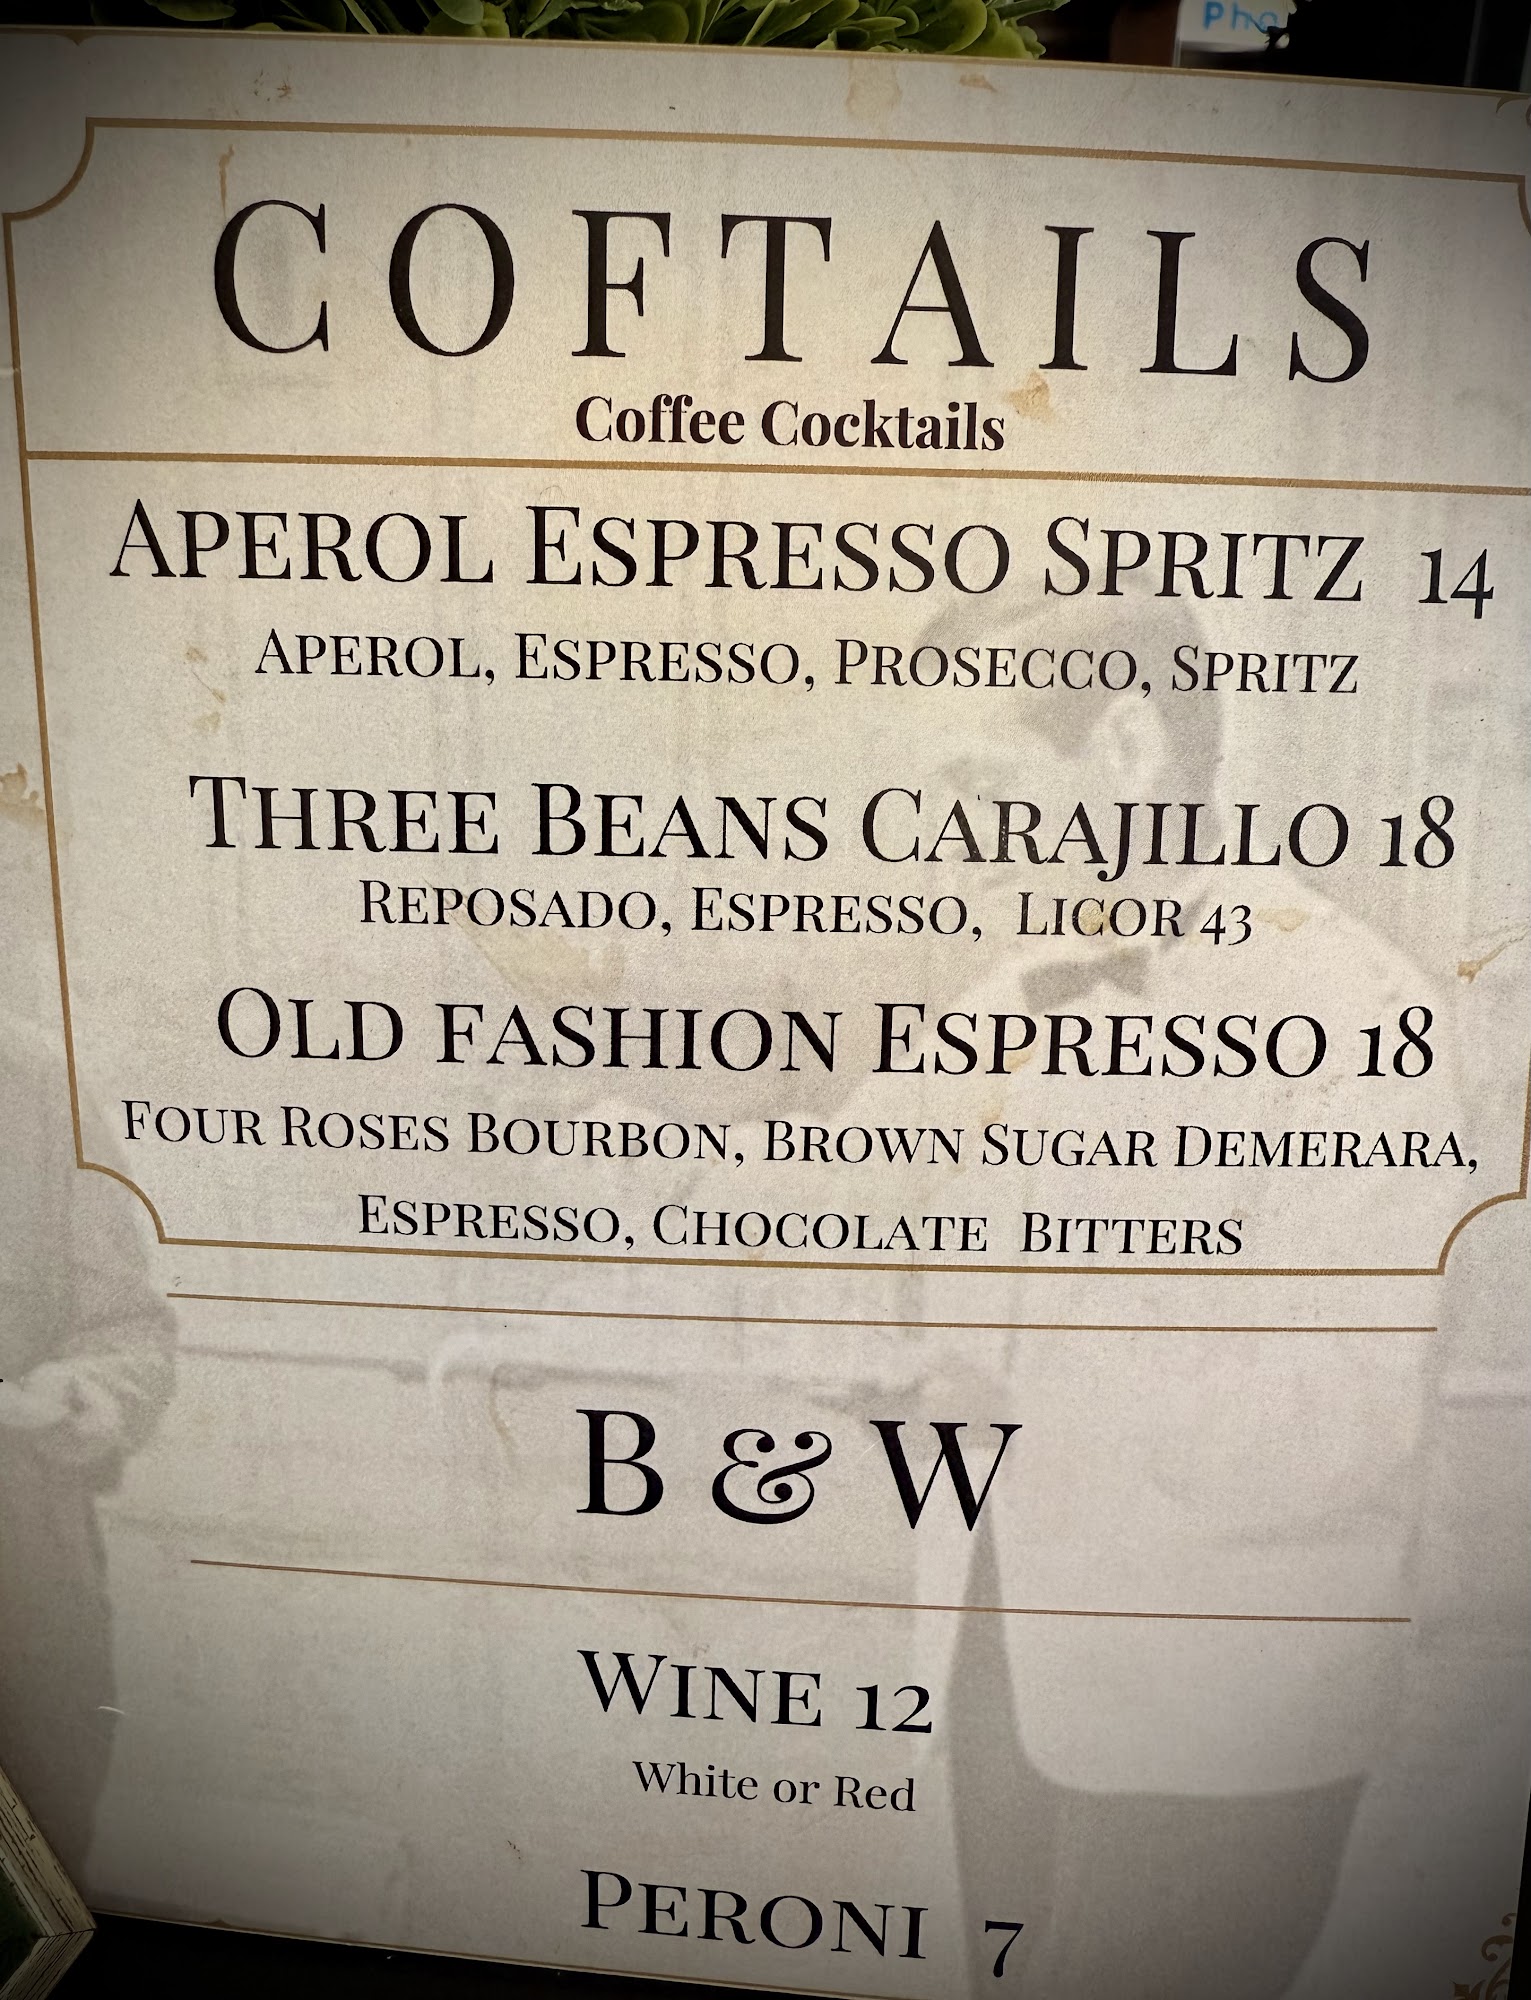 Pho
COFTAILS
Coffee Cocktails
APEROL ESPRESSO SPRITZ 14
APEROL, ESPRESSO, PROSECCO, SPRITZ
THREE BEANS CARAJILLO 18
REPOSADO, ESPRESSO, LICOR 43
OLD FASHION ESPRESSO 18
FOUR ROSES BOURBON, BROWN SUGAR DEMERARA,
ESPRESSO, CHOCOLATE BITTERS
B & W
WINE 12
White or Red
PERONI 7